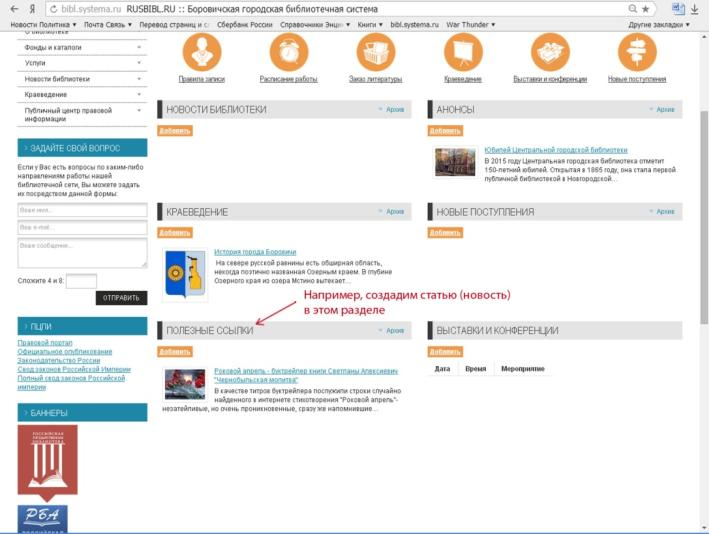 bibl.systema.ru RUSBIBL.RU :: Боровичская городская библиотечная система
Новости Политика Почта Связь Перевод страниц и с Сбербанк России Справочники Энци Книги bibl.systema.ru War Thunder Другие закладки
О библиотеке
Фонды и каталоги
Услуги
Новости библиотеки
Краеведение
Публичный центр правовой
информации
Правила записи Расписание работы Заказ литературы Краеведение Выставки и конференции Новые поступления
> ЗАДАЙТЕ СВОЙ ВОПРОС
Если у Вас есть вопросы по каким-либо
направлениям работы нашей
библиотечной сети, Вы можете задать
их посредством данной формы:
Ваше имя...
Ваш e-mail...
Ваше сообщение...
Сложите 4 и 8:
ОТПРАВИТЬ
> ПЦПИ
Правовой портал
Официальное опубликование
Законодательство России
Свод законов Российской Империи
Полный свод законов Российской
империи
> БАННЕРЫ
РОССИЙСКАЯ
ГОСУДАРСТВЕННАЯ
БИБЛИОТЕКА
РБА
РОССИЙСКАЯ
НОВОСТИ БИБЛИОТЕКИ Архив
Добавить
АНОНСЫ Архив
Добавить
Юбилей Центральной городской библиотеки
В 2015 году Центральная городская библиотека отметит
150-летний юбилей. Открытая в 1865 году, она стала первой
публичной библиотекой в Новгородской...
КРАЕВЕДЕНИЕ Архив
Добавить
История города Боровичи
На севере русской равнины есть обширная область,
некогда поэтично названная Озерным краем. В глубине
Озерного края из озера Мстино вытекает...
НОВЫЕ ПОСТУПЛЕНИЯ Архив
Добавить
Например, создадим статью (новость)
в этом разделе
ПОЛЕЗНЫЕ ССЫЛКИ Архив
Добавить
Роковой апрель - буктрейлер книги Светланы Алексиевич
"Чернобыльская молитва"
В качестве титров буктрейлера послужили строки случайно
найденного в интернете стихотворения "Роковой апрель"-
незатейливые, но очень проникновенные, сразу же напомнившие...
ВЫСТАВКИ И КОНФЕРЕНЦИИ
Добавить
Дата Время Мероприятие